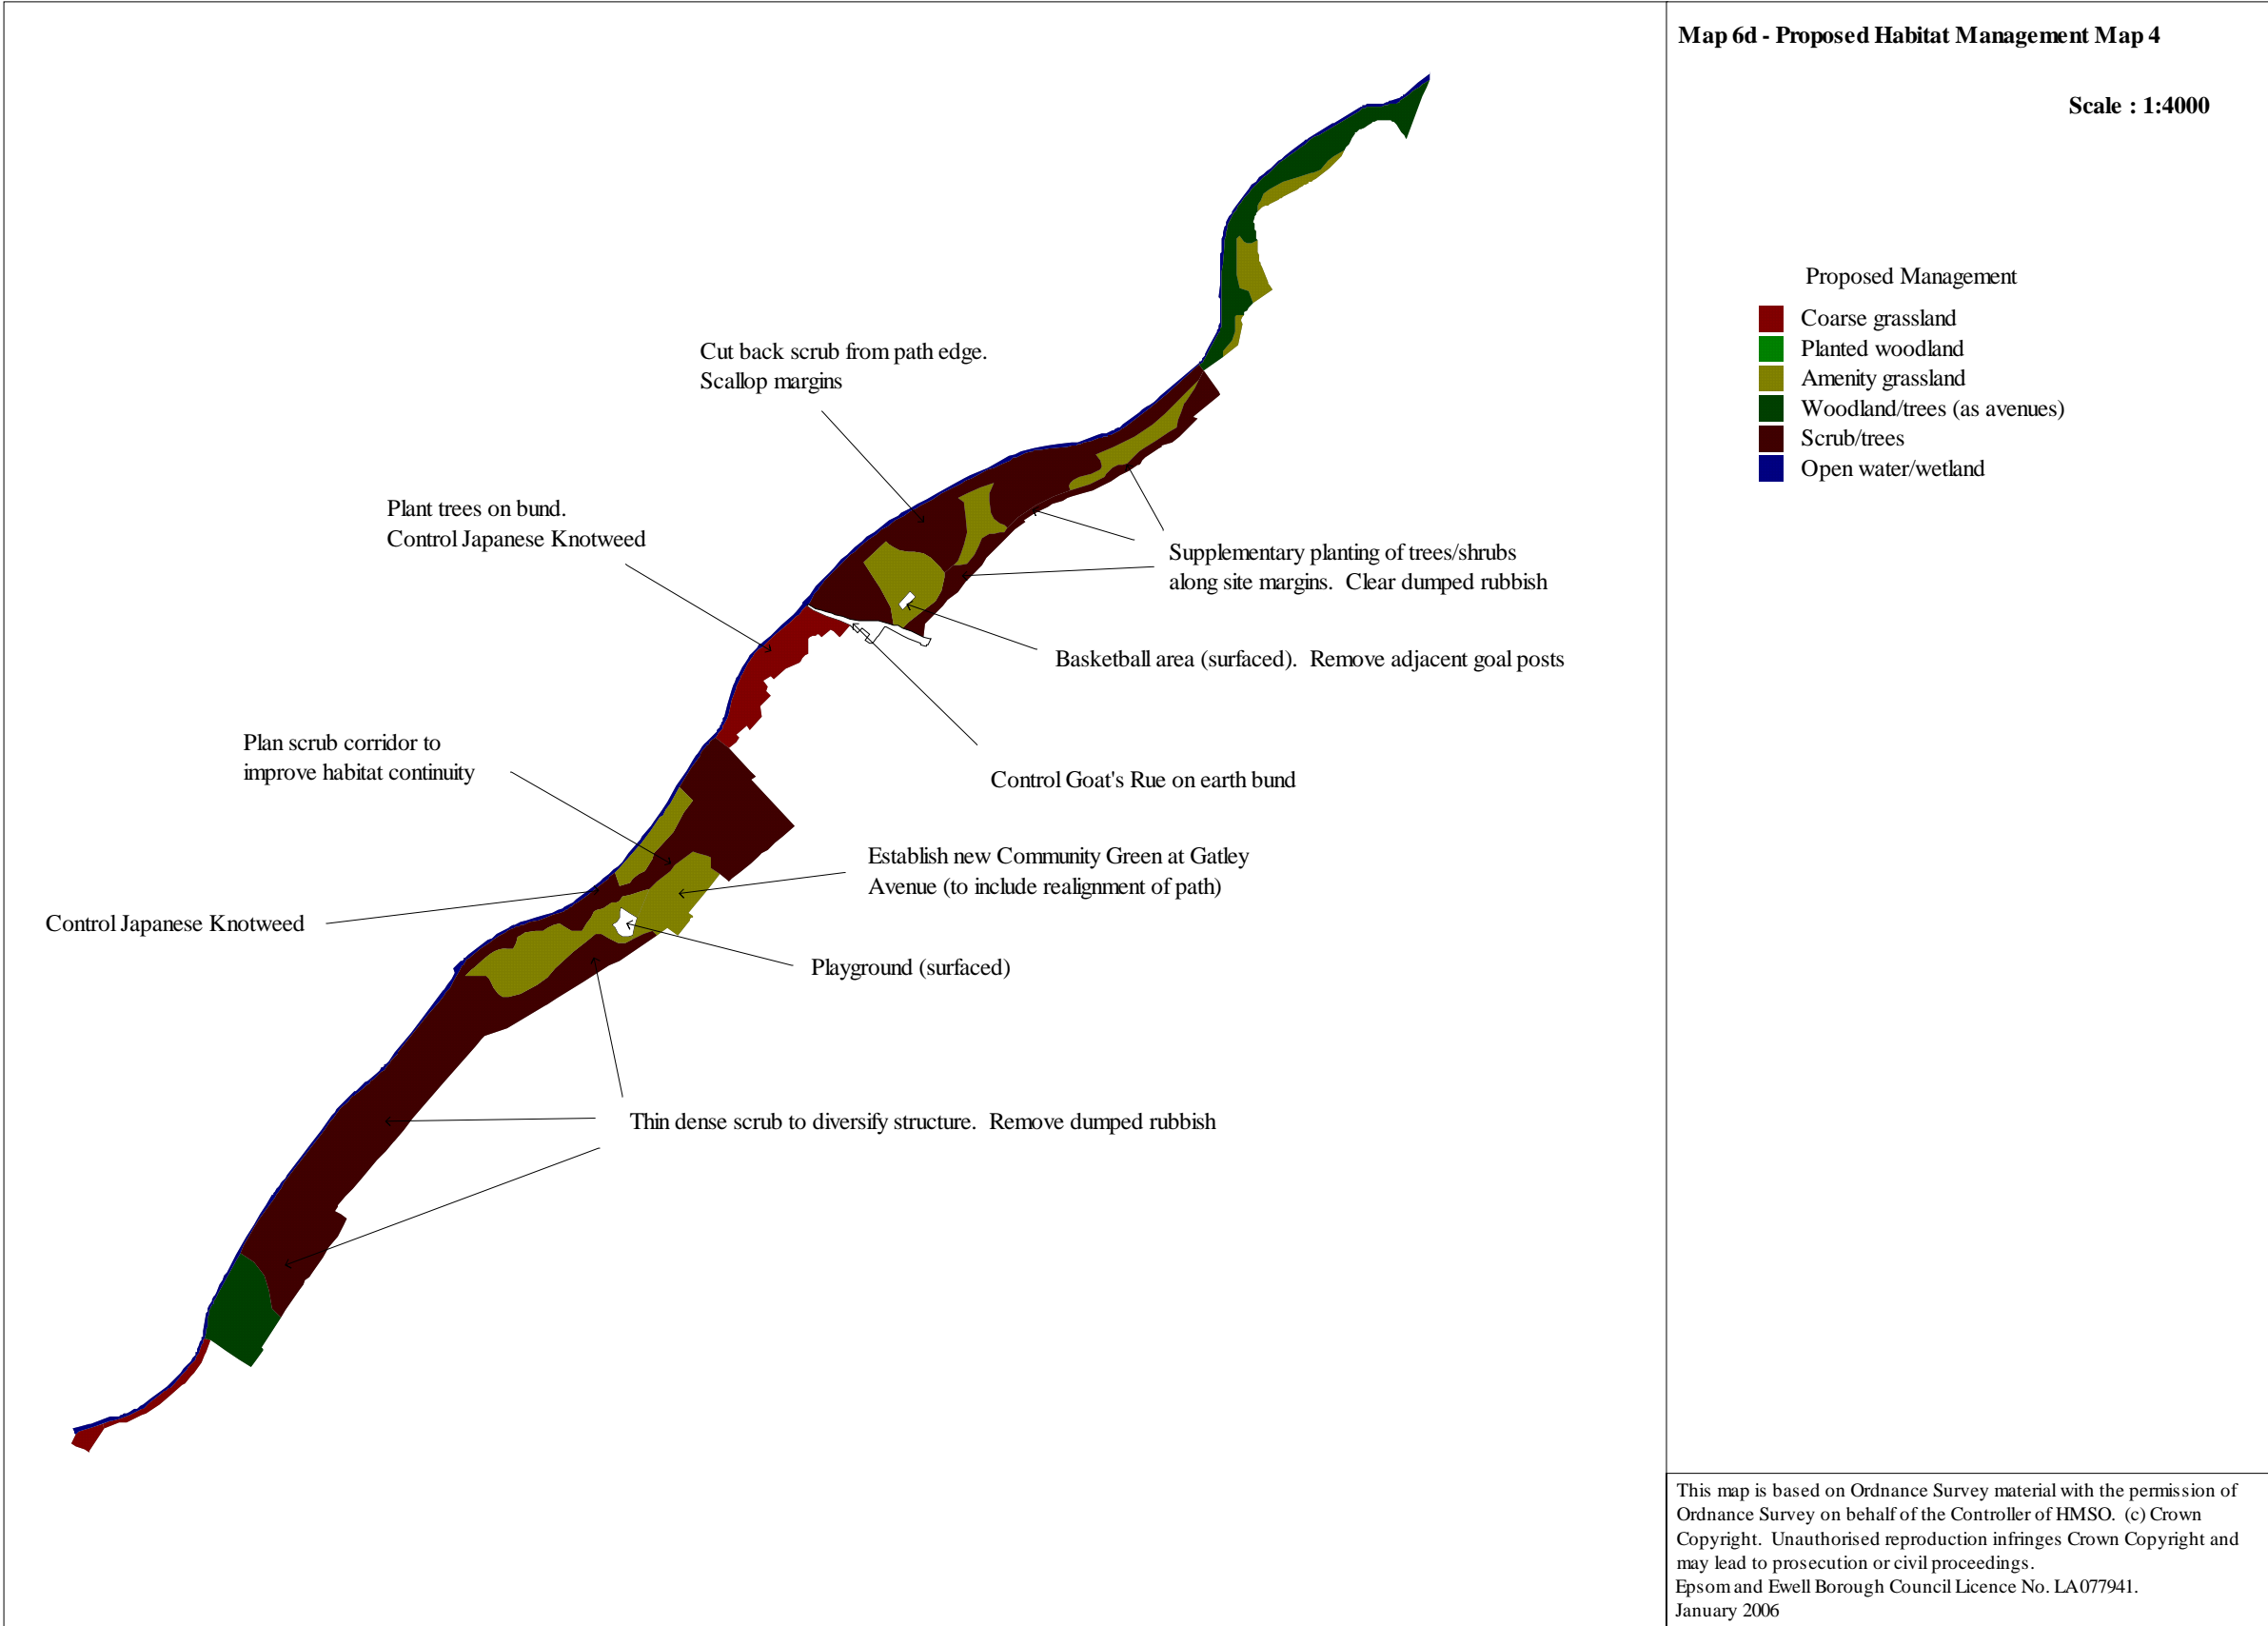 Map 6d - Proposed Habitat Management Map 4
Scale : 1:4000
Proposed Management
Coarse grassland
Planted woodland
Amenity grassland
Woodland/trees (as avenues)
Scrub/trees
Open water/wetland
Cut back scrub from path edge.
Scallop margins
Plant trees on bund.
Control Japanese Knotweed
Supplementary planting of trees/shrubs
along site margins. Clear dumped rubbish
Basketball area (surfaced). Remove adjacent goal posts
Plan scrub corridor to
improve habitat continuity
Control Goat's Rue on earth bund
Establish new Community Green at Gatley
Avenue (to include realignment of path)
Control Japanese Knotweed
Playground (surfaced)
Thin dense scrub to diversify structure. Remove dumped rubbish
This map is based on Ordnance Survey material with the permission of
Ordnance Survey on behalf of the Controller of HMSO. (c) Crown
Copyright. Unauthorised reproduction infringes Crown Copyright and
may lead to prosecution or civil proceedings.
Epsom and Ewell Borough Council Licence No. LA077941.
January 2006